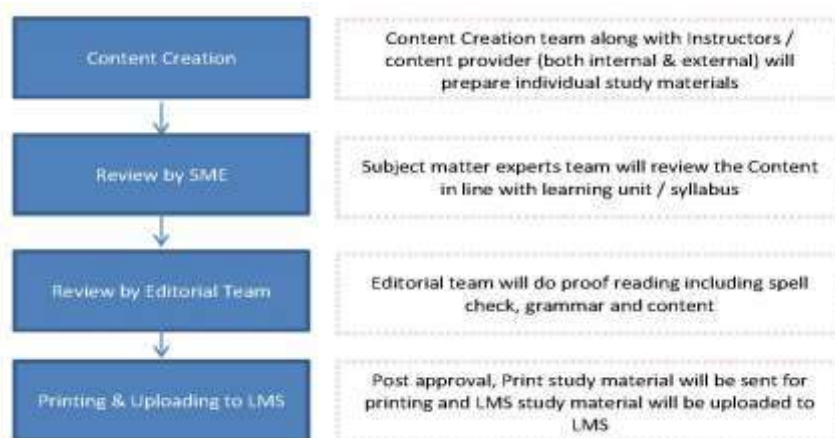 Content Creation
Content Creation team along with Instructors /
content provider (both internal & external) will
prepare individual study materials
Review by SME
Subject matter experts team will review the Content
in line with learning unit / syllabus
Review by Editorial Team
Editorial team will do proof reading including spell
check, grammar and content
Printing & Uploading to LMS
Post approval, Print study material will be sent for
printing and LMS study material will be uploaded to
LMS